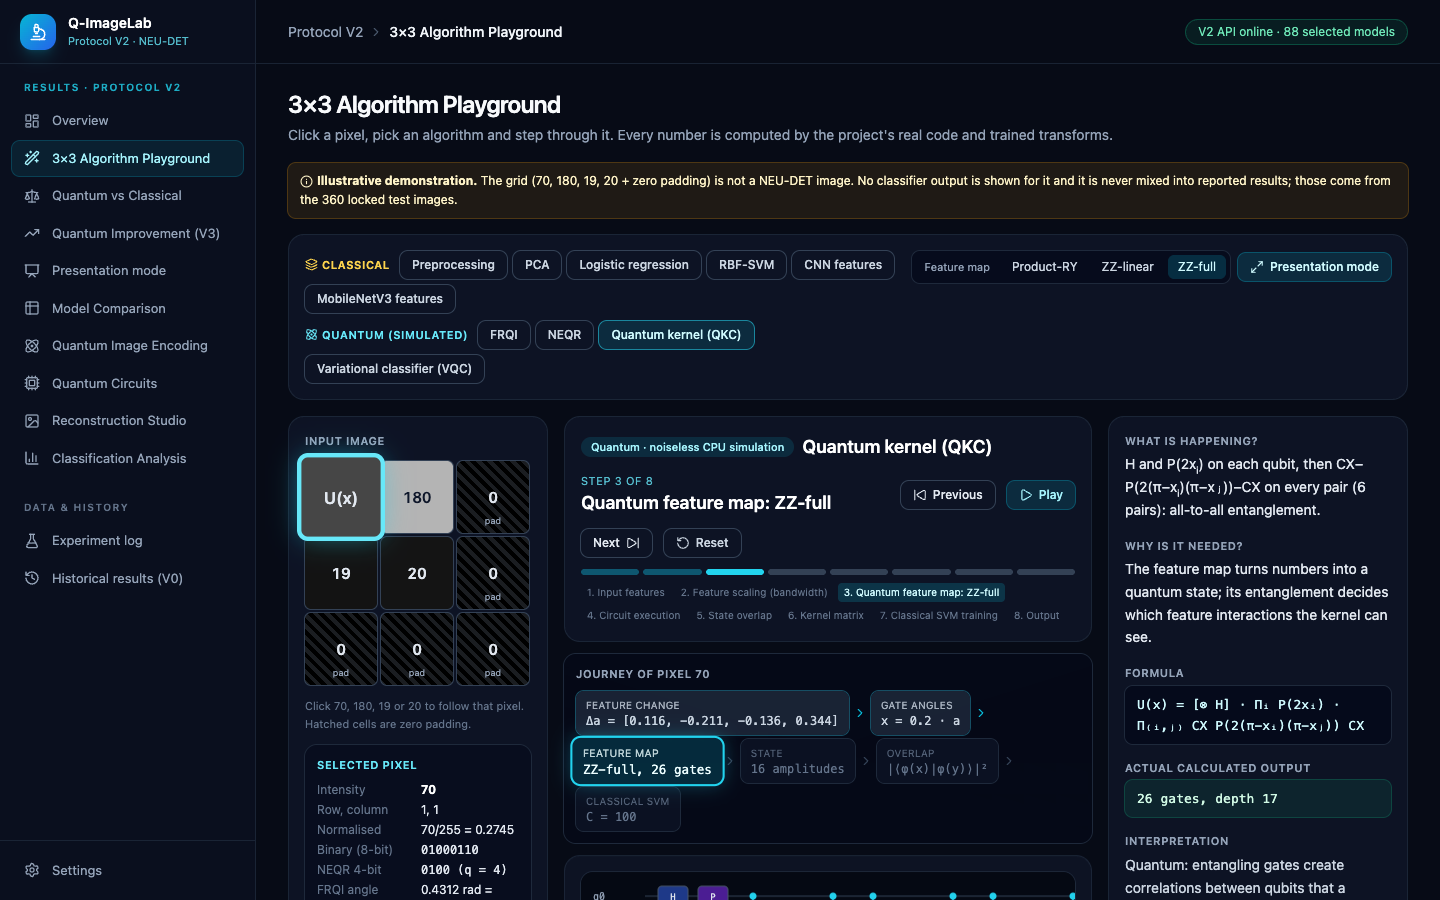 Q-ImageLab
Protocol V2 · NEU-DET
RESULTS · PROTOCOL V2
Overview
3×3 Algorithm Playground
Quantum vs Classical
Quantum Improvement (V3)
Presentation mode
Model Comparison
Quantum Image Encoding
Quantum Circuits
Reconstruction Studio
Classification Analysis
DATA & HISTORY
Experiment log
Historical results (V0)
Settings
Protocol V2 > 3×3 Algorithm Playground
V2 API online · 88 selected models
3×3 Algorithm Playground
Click a pixel, pick an algorithm and step through it. Every number is computed by the project's real code and trained transforms.
Illustrative demonstration. The grid (70, 180, 19, 20 + zero padding) is not a NEU-DET image. No classifier output is shown for it and it is never mixed into reported results; those come from
the 360 locked test images.
CLASSICAL Preprocessing PCA Logistic regression RBF-SVM CNN features
MobileNetV3 features
QUANTUM (SIMULATED) FRQI NEQR Quantum kernel (QKC)
Variational classifier (VQC)
Feature map Product-RY ZZ-linear ZZ-full
Presentation mode
INPUT IMAGE
U(x) 180 0
pad
19 20 0
pad
0 0 0
pad pad pad
Click 70, 180, 19 or 20 to follow that pixel.
Hatched cells are zero padding.
SELECTED PIXEL
Intensity 70
Row, column 1, 1
Normalised 70/255 = 0.2745
Binary (8-bit) 01000110
NEQR 4-bit 0100 (q = 4)
FRQI angle 0.4312 rad =
Quantum · noiseless CPU simulation Quantum kernel (QKC)
STEP 3 OF 8
Quantum feature map: ZZ-full
Previous Play
Next Reset
1. Input features 2. Feature scaling (bandwidth) 3. Quantum feature map: ZZ-full
4. Circuit execution 5. State overlap 6. Kernel matrix 7. Classical SVM training 8. Output
JOURNEY OF PIXEL 70
FEATURE CHANGE
Δa = [0.116, −0.211, −0.136, 0.344]
GATE ANGLES
x = 0.2 · a
FEATURE MAP
ZZ-full, 26 gates
STATE
16 amplitudes
OVERLAP
|⟨φ(x)|φ(y)⟩|²
CLASSICAL SVM
C = 100
q0 H P
WHAT IS HAPPENING?
H and P(2xⱼ) on each qubit, then CX–
P(2(π−xᵢ)(π−xⱼ))–CX on every pair (6
pairs): all-to-all entanglement.
WHY IS IT NEEDED?
The feature map turns numbers into a
quantum state; its entanglement decides
which feature interactions the kernel can
see.
FORMULA
U(x) = [⊗ H] · Πᵢ P(2xᵢ) ·
Π₍ᵢ,ⱼ₎ CX P(2(π−xᵢ)(π−xⱼ)) CX
ACTUAL CALCULATED OUTPUT
26 gates, depth 17
INTERPRETATION
Quantum: entangling gates create
correlations between qubits that a